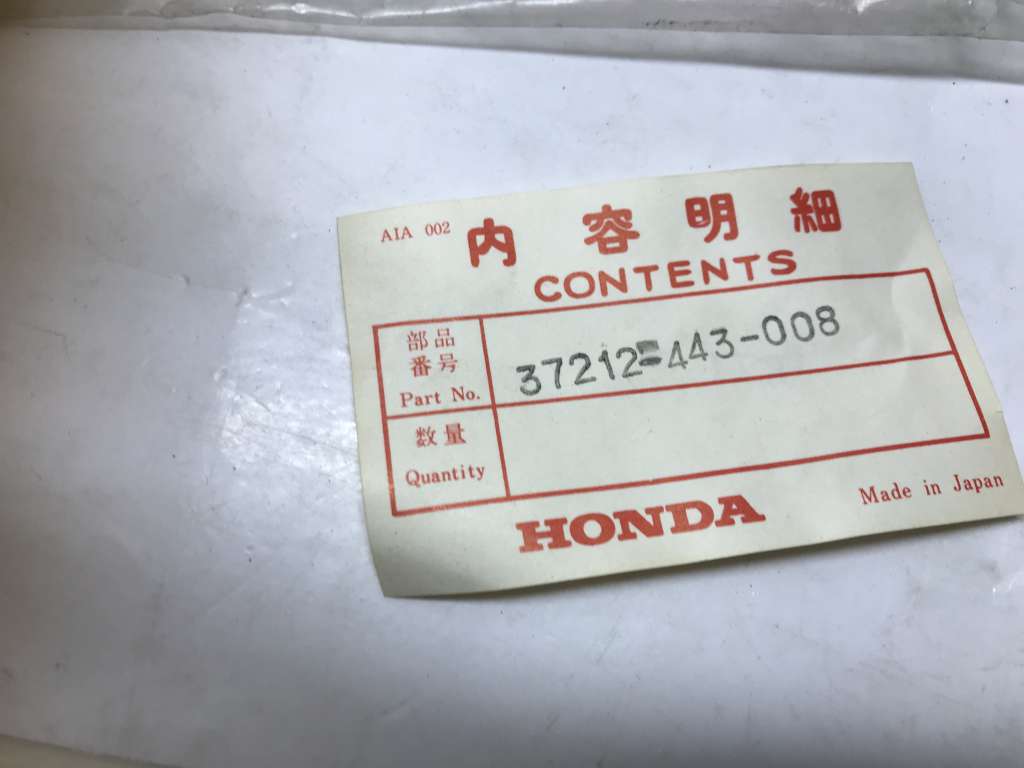 AIA 002
内容明細
CONTENTS
部品
番号
Part No.
37212-443-008
数量
Quantity
HONDA
Made in Japan